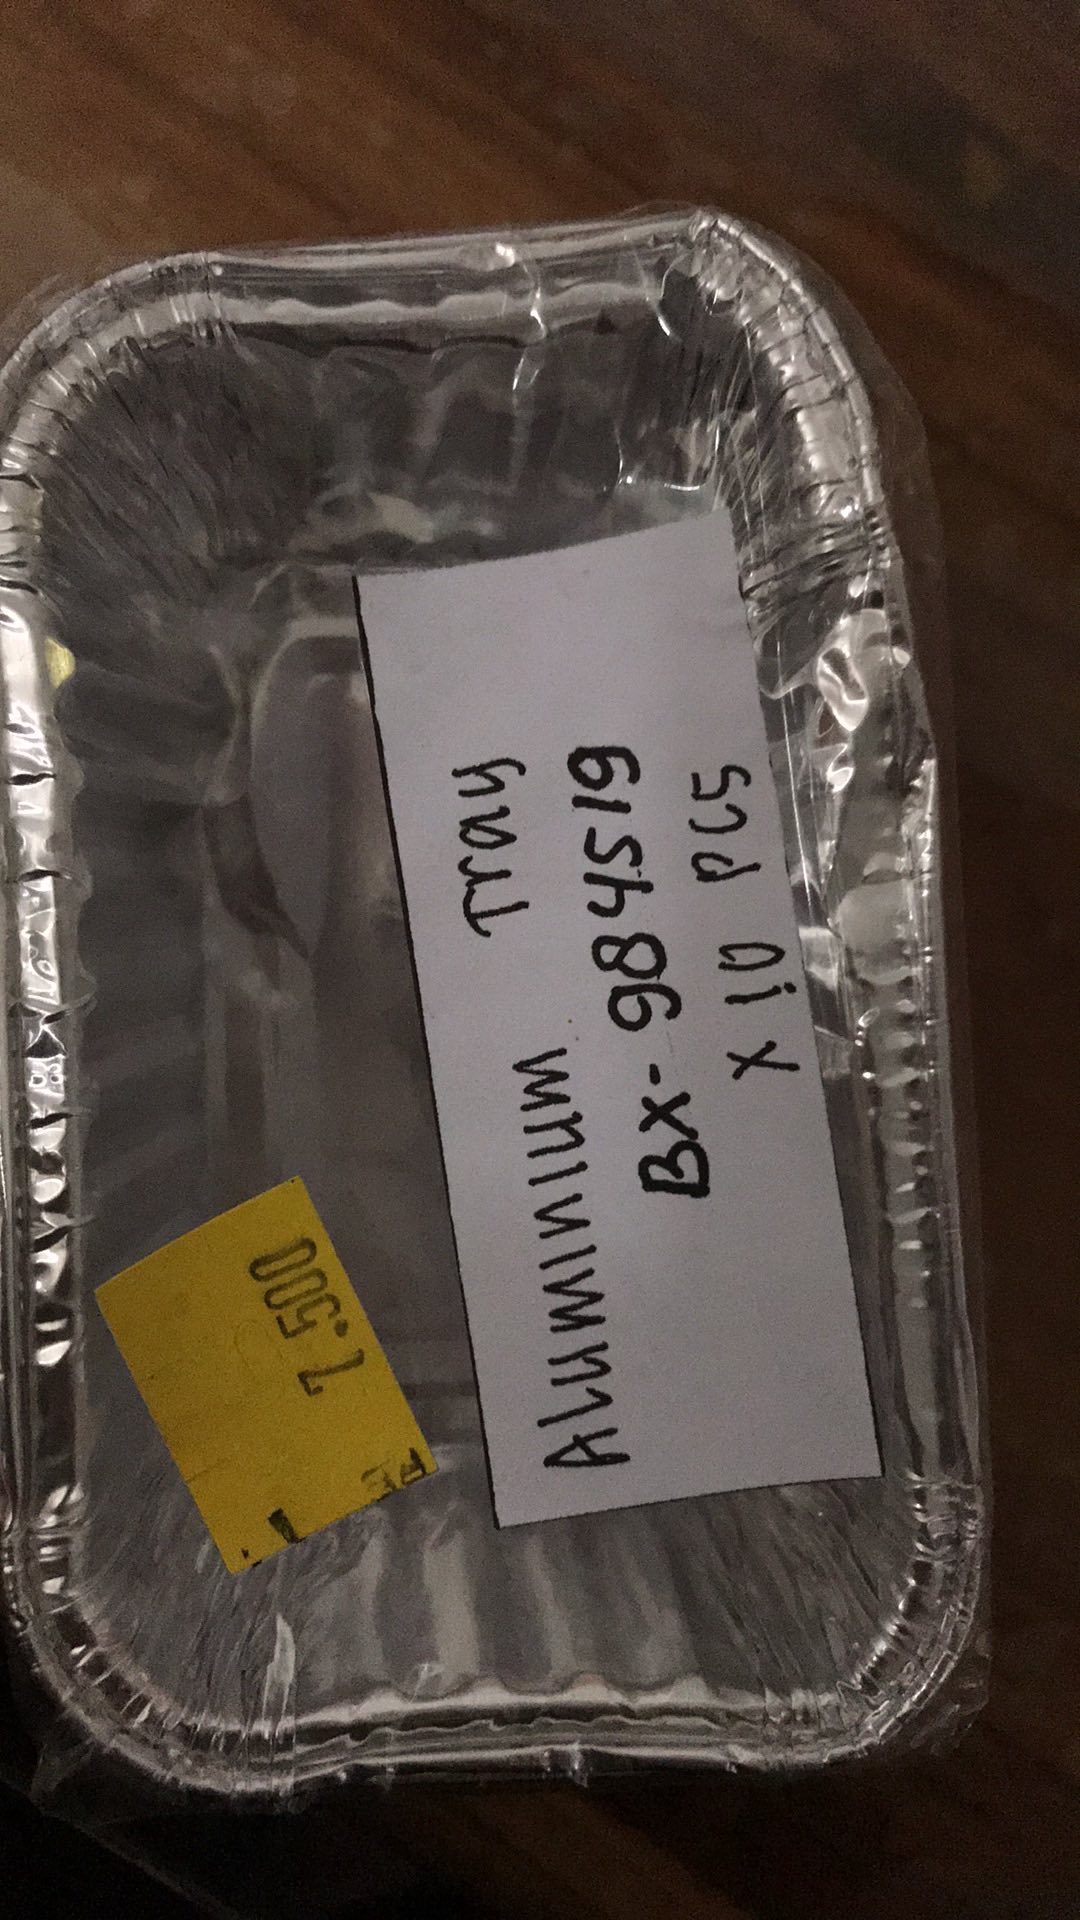 Aluminium Tray
BX-984519
x 10 pcs
7.500